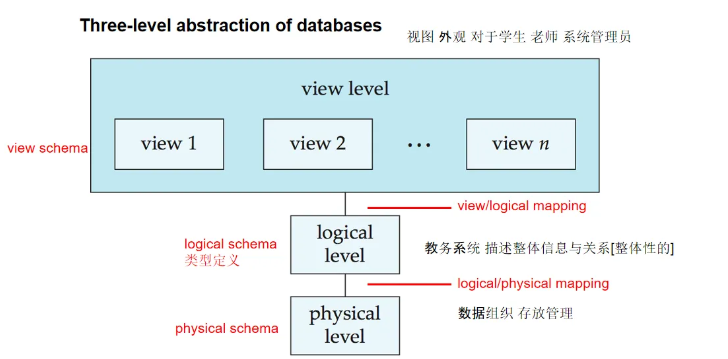 Three-level abstraction of databases
视图 外观 对于学生 老师 系统管理员
view level
view schema
view 1
view 2
...
view n
view/logical mapping
logical schema
类型定义
logical
level
教务系统 描述整体信息与关系[整体性的]
logical/physical mapping
physical schema
physical
level
数据组织 存放管理